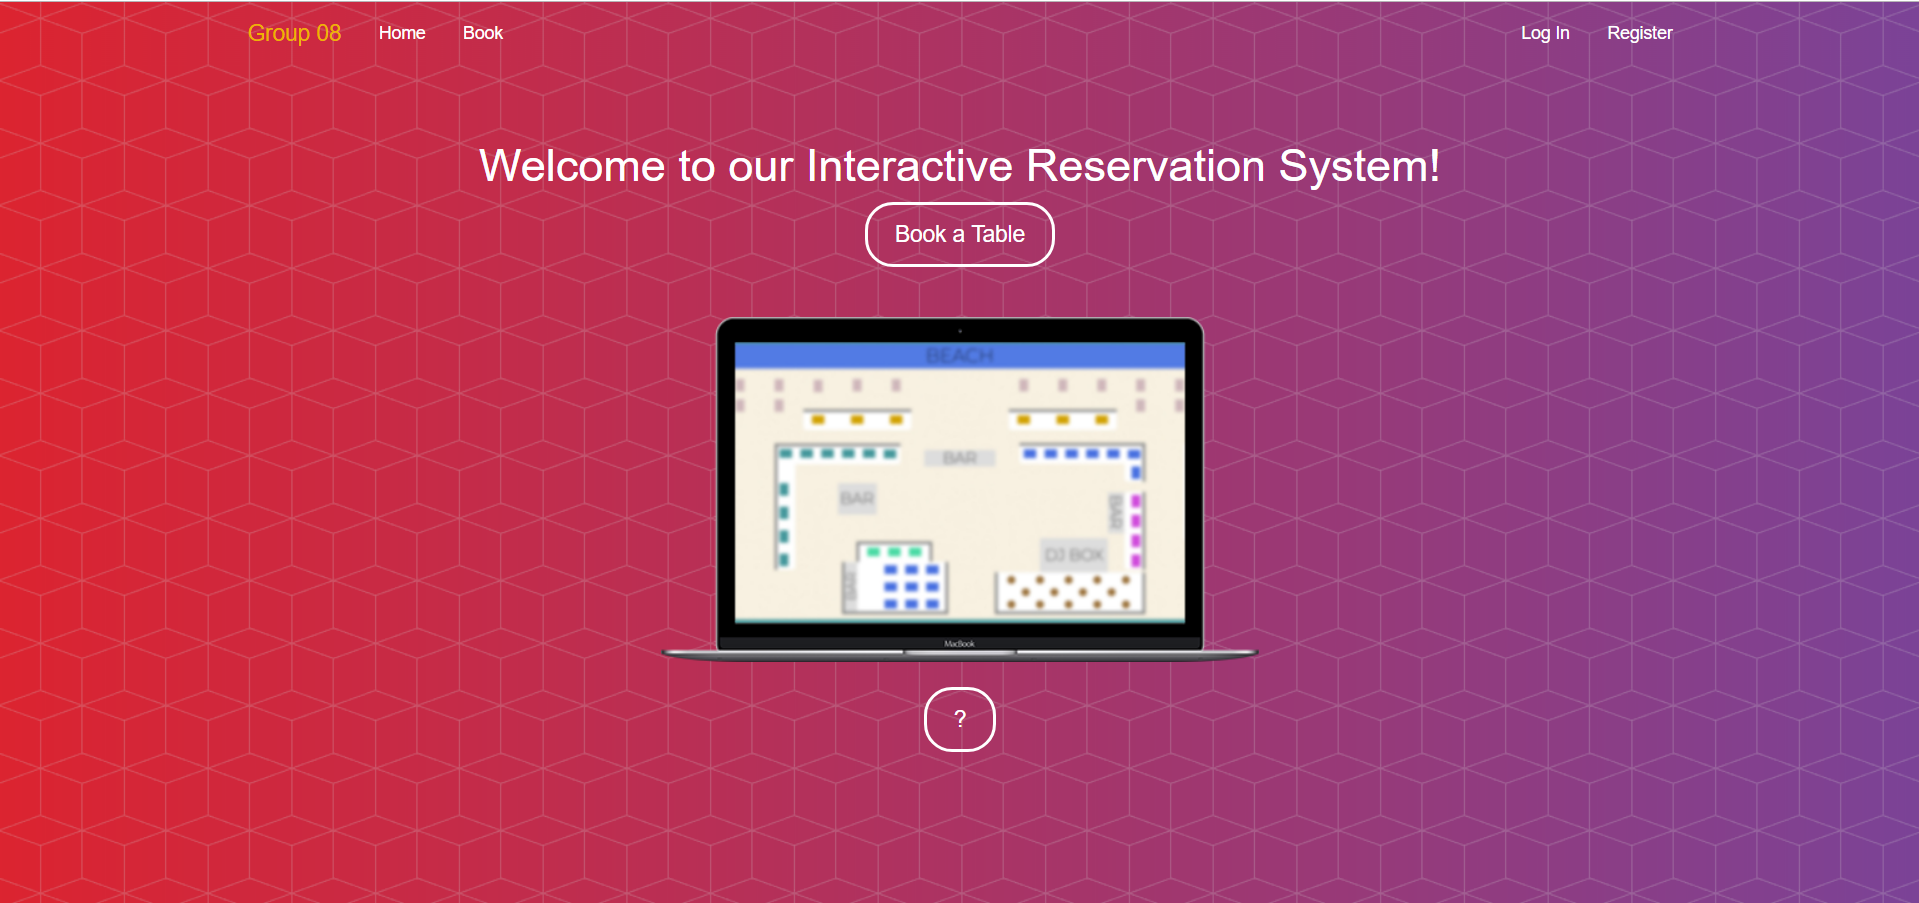 Group 08 Home Book Log In Register
Welcome to our Interactive Reservation System!
Book a Table
BEACH
BAR
BAR
BAR
DJ BOX
BAR
MacBook
?